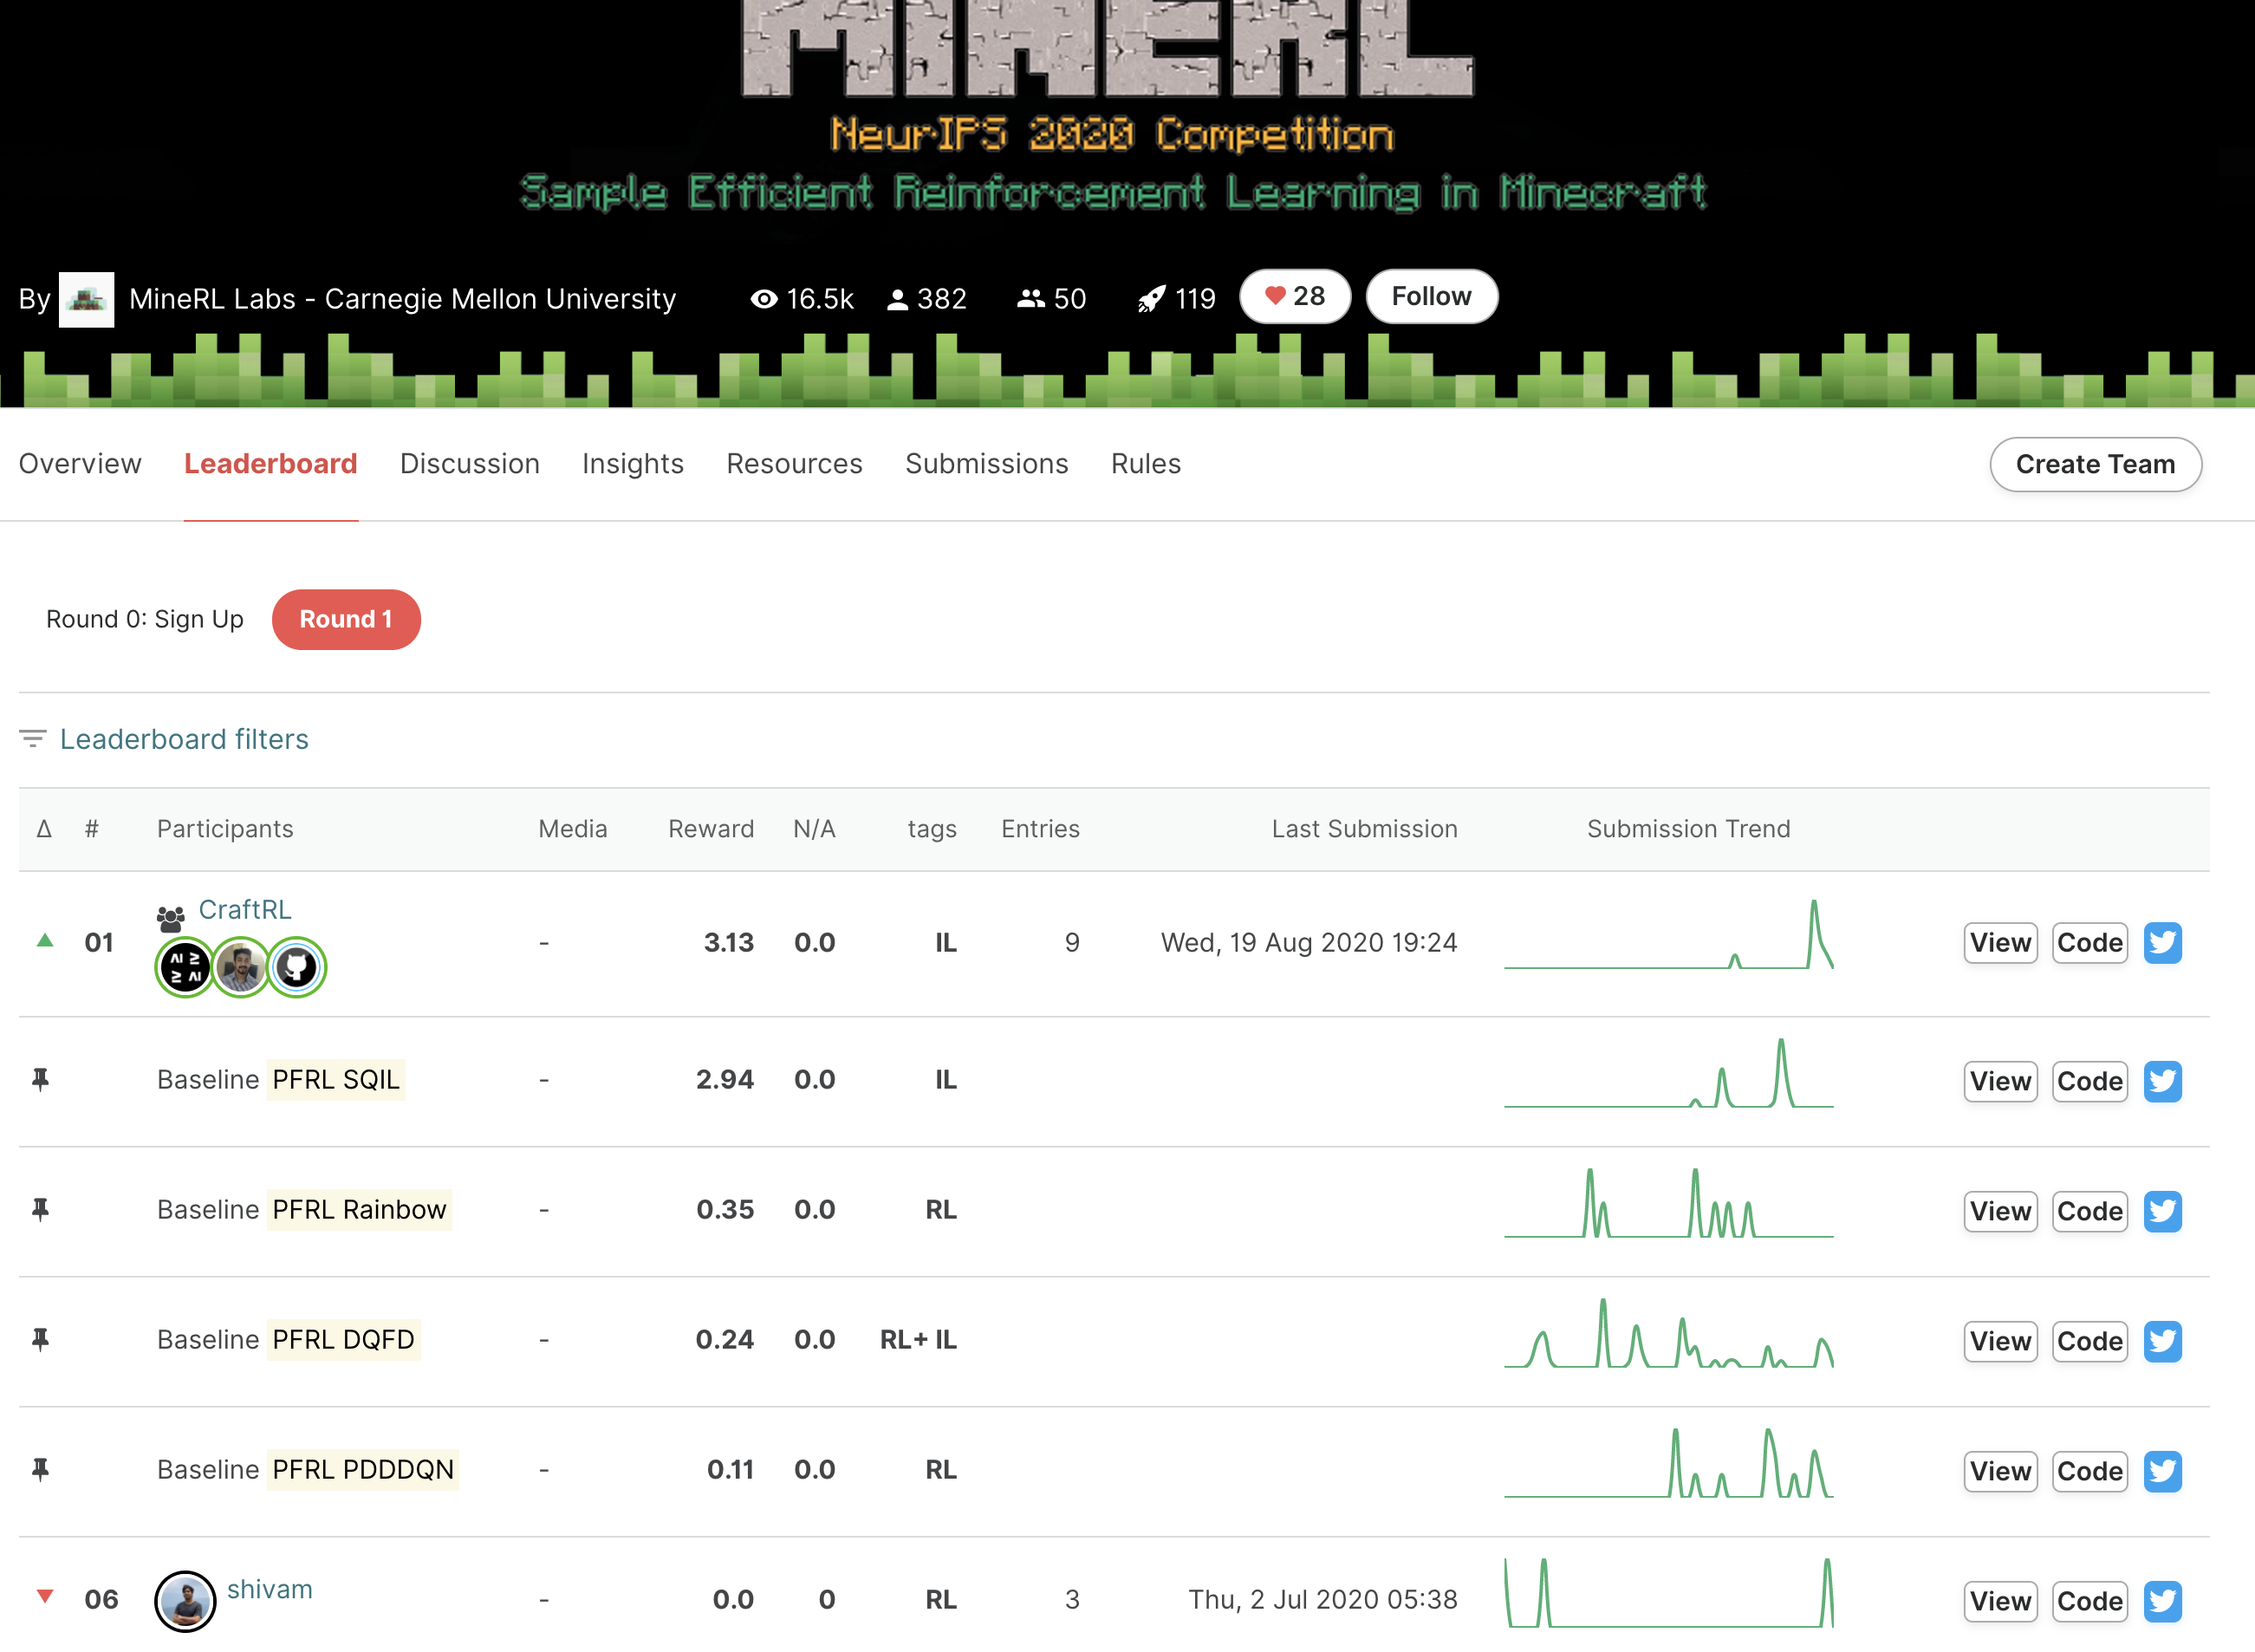 MINERL
NeurIPS 2020 Competition
Sample Efficient Reinforcement Learning in Minecraft
By MineRL Labs - Carnegie Mellon University 16.5k 382 50 119 28 Follow
Overview Leaderboard Discussion Insights Resources Submissions Rules Create Team
Round 0: Sign Up Round 1
Leaderboard filters
Δ # Participants Media Reward N/A tags Entries Last Submission Submission Trend
CraftRL
01 - 3.13 0.0 IL 9 Wed, 19 Aug 2020 19:24 View Code
AI ≥
≥ AI
Baseline PFRL SQIL - 2.94 0.0 IL View Code
Baseline PFRL Rainbow - 0.35 0.0 RL View Code
Baseline PFRL DQFD - 0.24 0.0 RL+ IL View Code
Baseline PFRL PDDDQN - 0.11 0.0 RL View Code
06 shivam - 0.0 0 RL 3 Thu, 2 Jul 2020 05:38 View Code